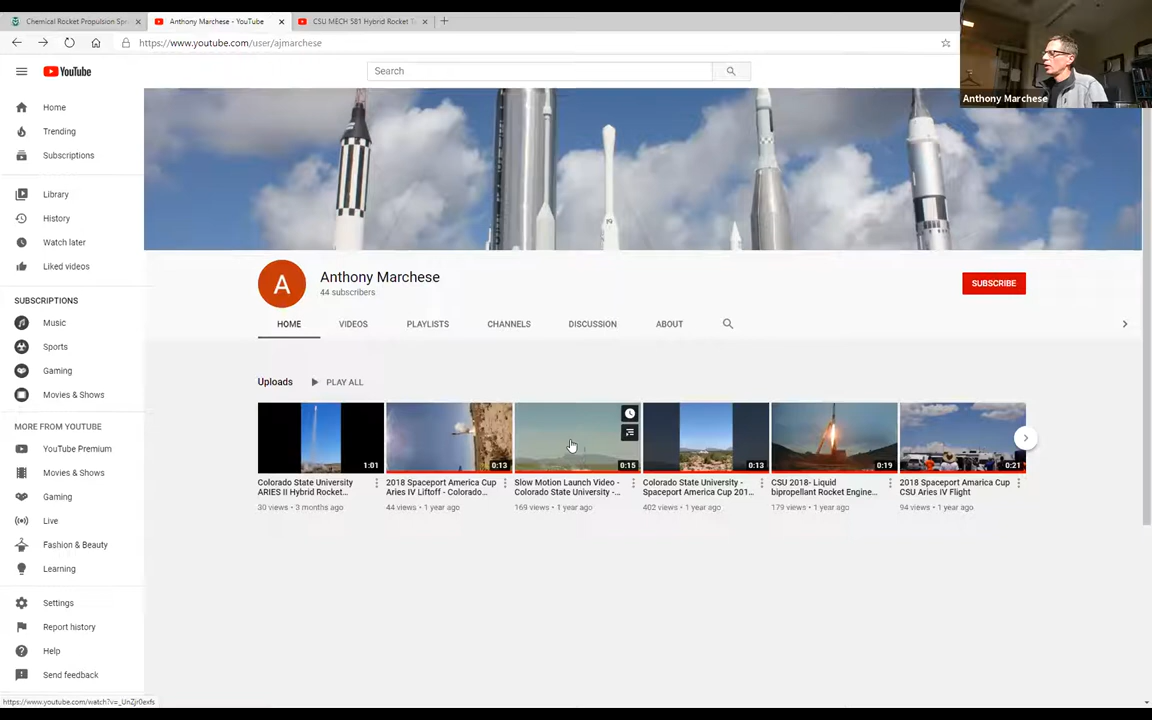 Chemical Rocket Propulsion Spr
Anthony Marchese - YouTube
CSU MECH 581 Hybrid Rocket T
https://www.youtube.com/user/ajmarchese
YouTube
Search
Anthony Marchese
Home
Trending
Subscriptions
Library
History
Watch later
Liked videos
SUBSCRIPTIONS
Music
Sports
Gaming
Movies & Shows
MORE FROM YOUTUBE
YouTube Premium
Movies & Shows
Gaming
Live
Fashion & Beauty
Learning
Settings
Report history
Help
Send feedback
A
Anthony Marchese
44 subscribers
SUBSCRIBE
HOME VIDEOS PLAYLISTS CHANNELS DISCUSSION ABOUT
Uploads PLAY ALL
1:01
Colorado State University
ARIES II Hybrid Rocket...
30 views • 3 months ago
0:13
2018 Spaceport America Cup
Aries IV Liftoff - Colorado...
44 views • 1 year ago
0:15
Slow Motion Launch Video -
Colorado State University -...
169 views • 1 year ago
0:13
Colorado State University -
Spaceport America Cup 201...
402 views • 1 year ago
0:19
CSU 2018- Liquid
bipropellant Rocket Engine...
179 views • 1 year ago
0:21
2018 Spaceport Amarica Cup
CSU Aries IV Flight
94 views • 1 year ago
https://www.youtube.com/watch?v=_UnZjr0exfs